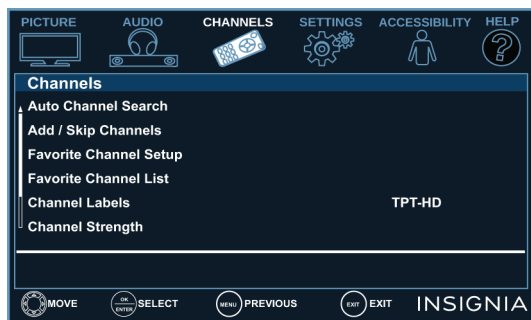 PICTURE AUDIO CHANNELS SETTINGS ACCESSIBILITY HELP
?
Channels
Auto Channel Search
Add / Skip Channels
Favorite Channel Setup
Favorite Channel List
Channel Labels TPT-HD
Channel Strength
MOVE OK ENTER SELECT MENU PREVIOUS EXIT EXIT INSIGNIA